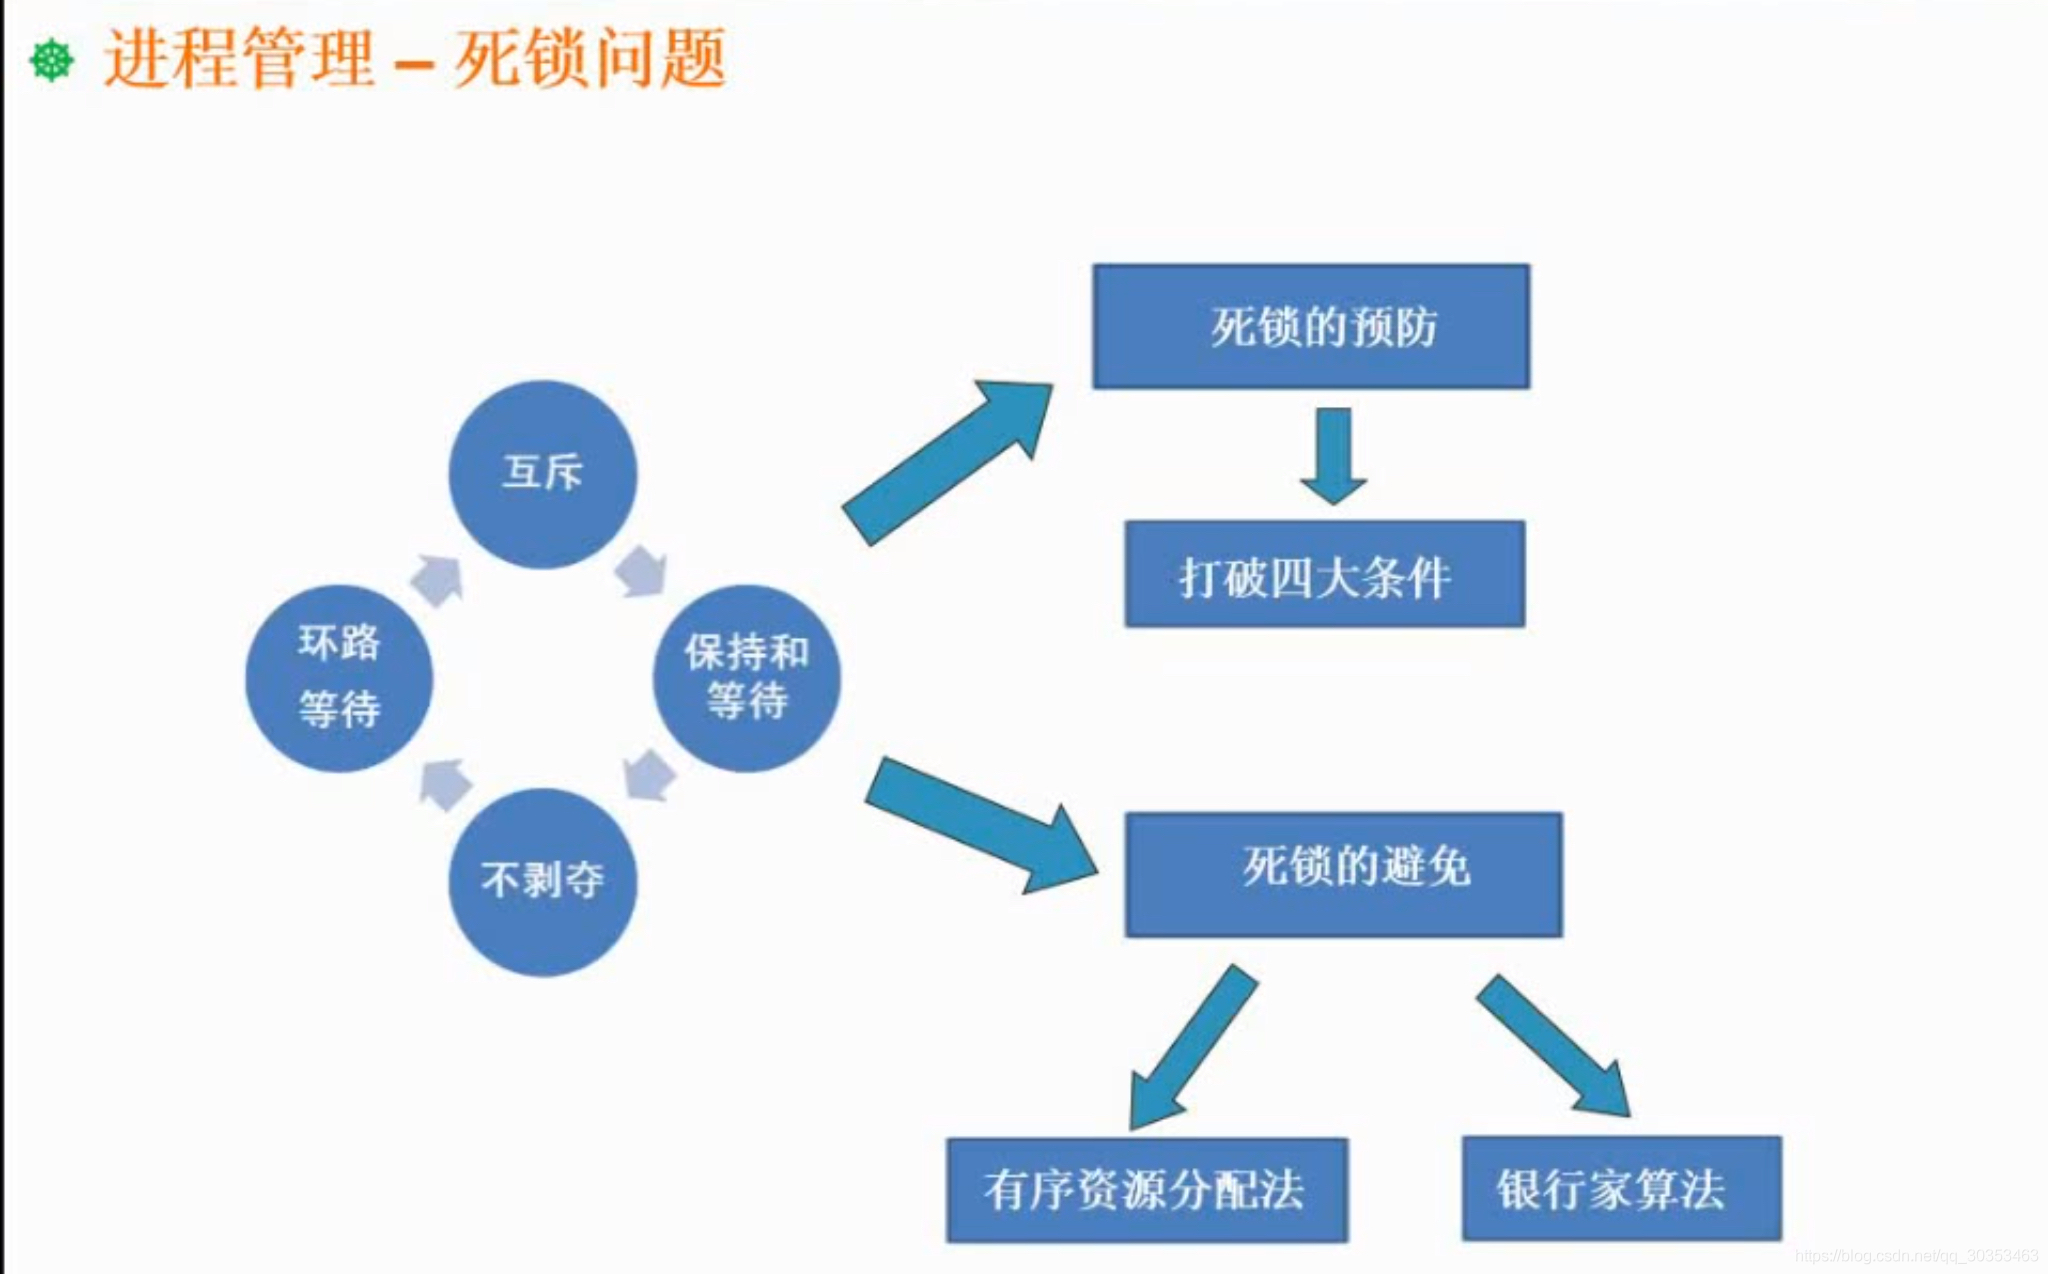 进程管理 – 死锁问题
死锁的预防
互斥
打破四大条件
环路
等待
保持和
等待
不剥夺
死锁的避免
有序资源分配法
银行家算法
https://blog.csdn.net/qq_30353463